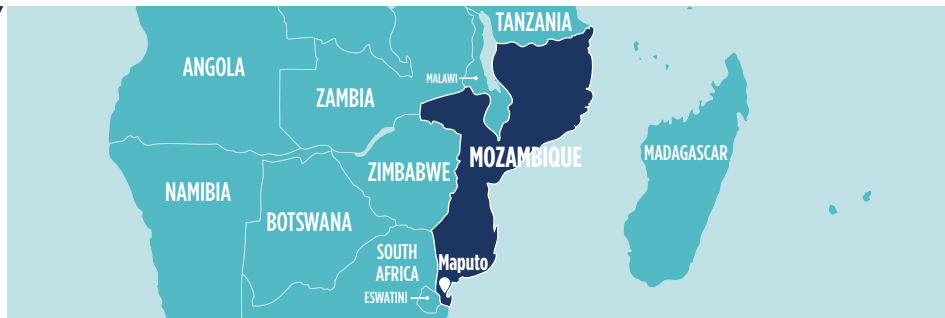 TANZANIA
ANGOLA
MALAWI
ZAMBIA
MOZAMBIQUE
MADAGASCAR
ZIMBABWE
NAMIBIA
BOTSWANA
SOUTH
AFRICA
Maputo
ESWATINI